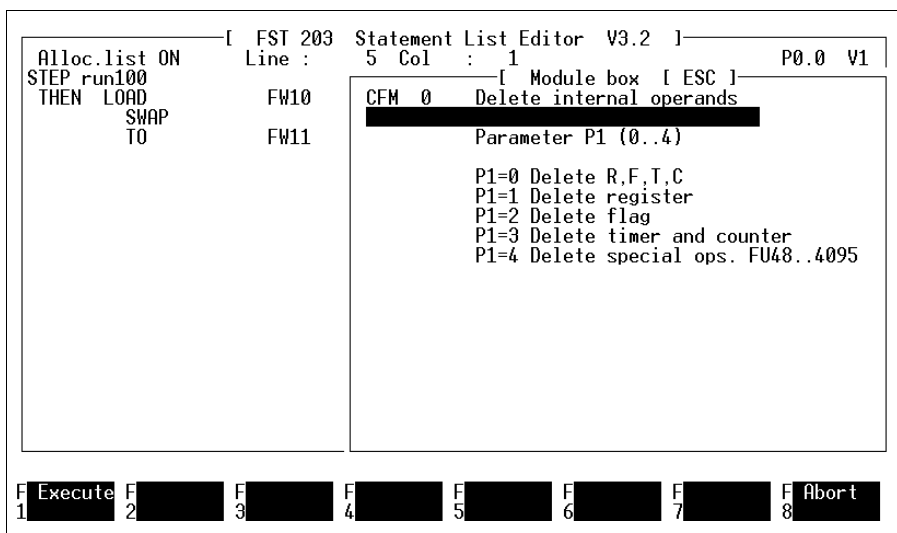 [ FST 203 Statement List Editor V3.2 ]
Alloc.list ON Line : 5 Col : 1 P0.0 V1
STEP run100 [ Module box [ ESC ]
THEN LOAD FW10 CFM 0 Delete internal operands
SWAP
TO FW11 Parameter P1 (0..4)
P1=0 Delete R,F,T,C
P1=1 Delete register
P1=2 Delete flag
P1=3 Delete timer and counter
P1=4 Delete special ops. FU48..4095
F1 Execute F2 F3 F4 F5 F6 F7 F8 Abort